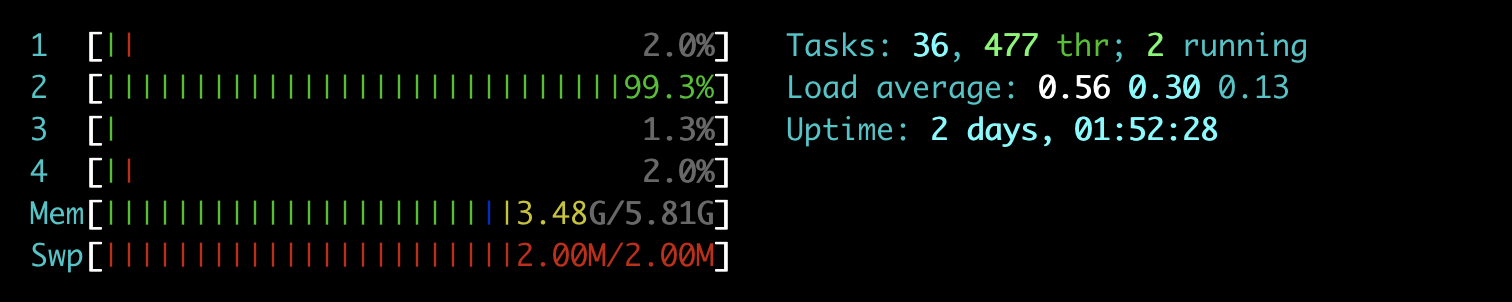 1 [|| 2.0%] Tasks: 36, 477 thr; 2 running
2 [|||||||||||||||||||||||||||||99.3%] Load average: 0.56 0.30 0.13
3 [| 1.3%] Uptime: 2 days, 01:52:28
4 [|| 2.0%]
Mem[|||||||||||||||||||||||3.48G/5.81G]
Swp[|||||||||||||||||||||||2.00M/2.00M]